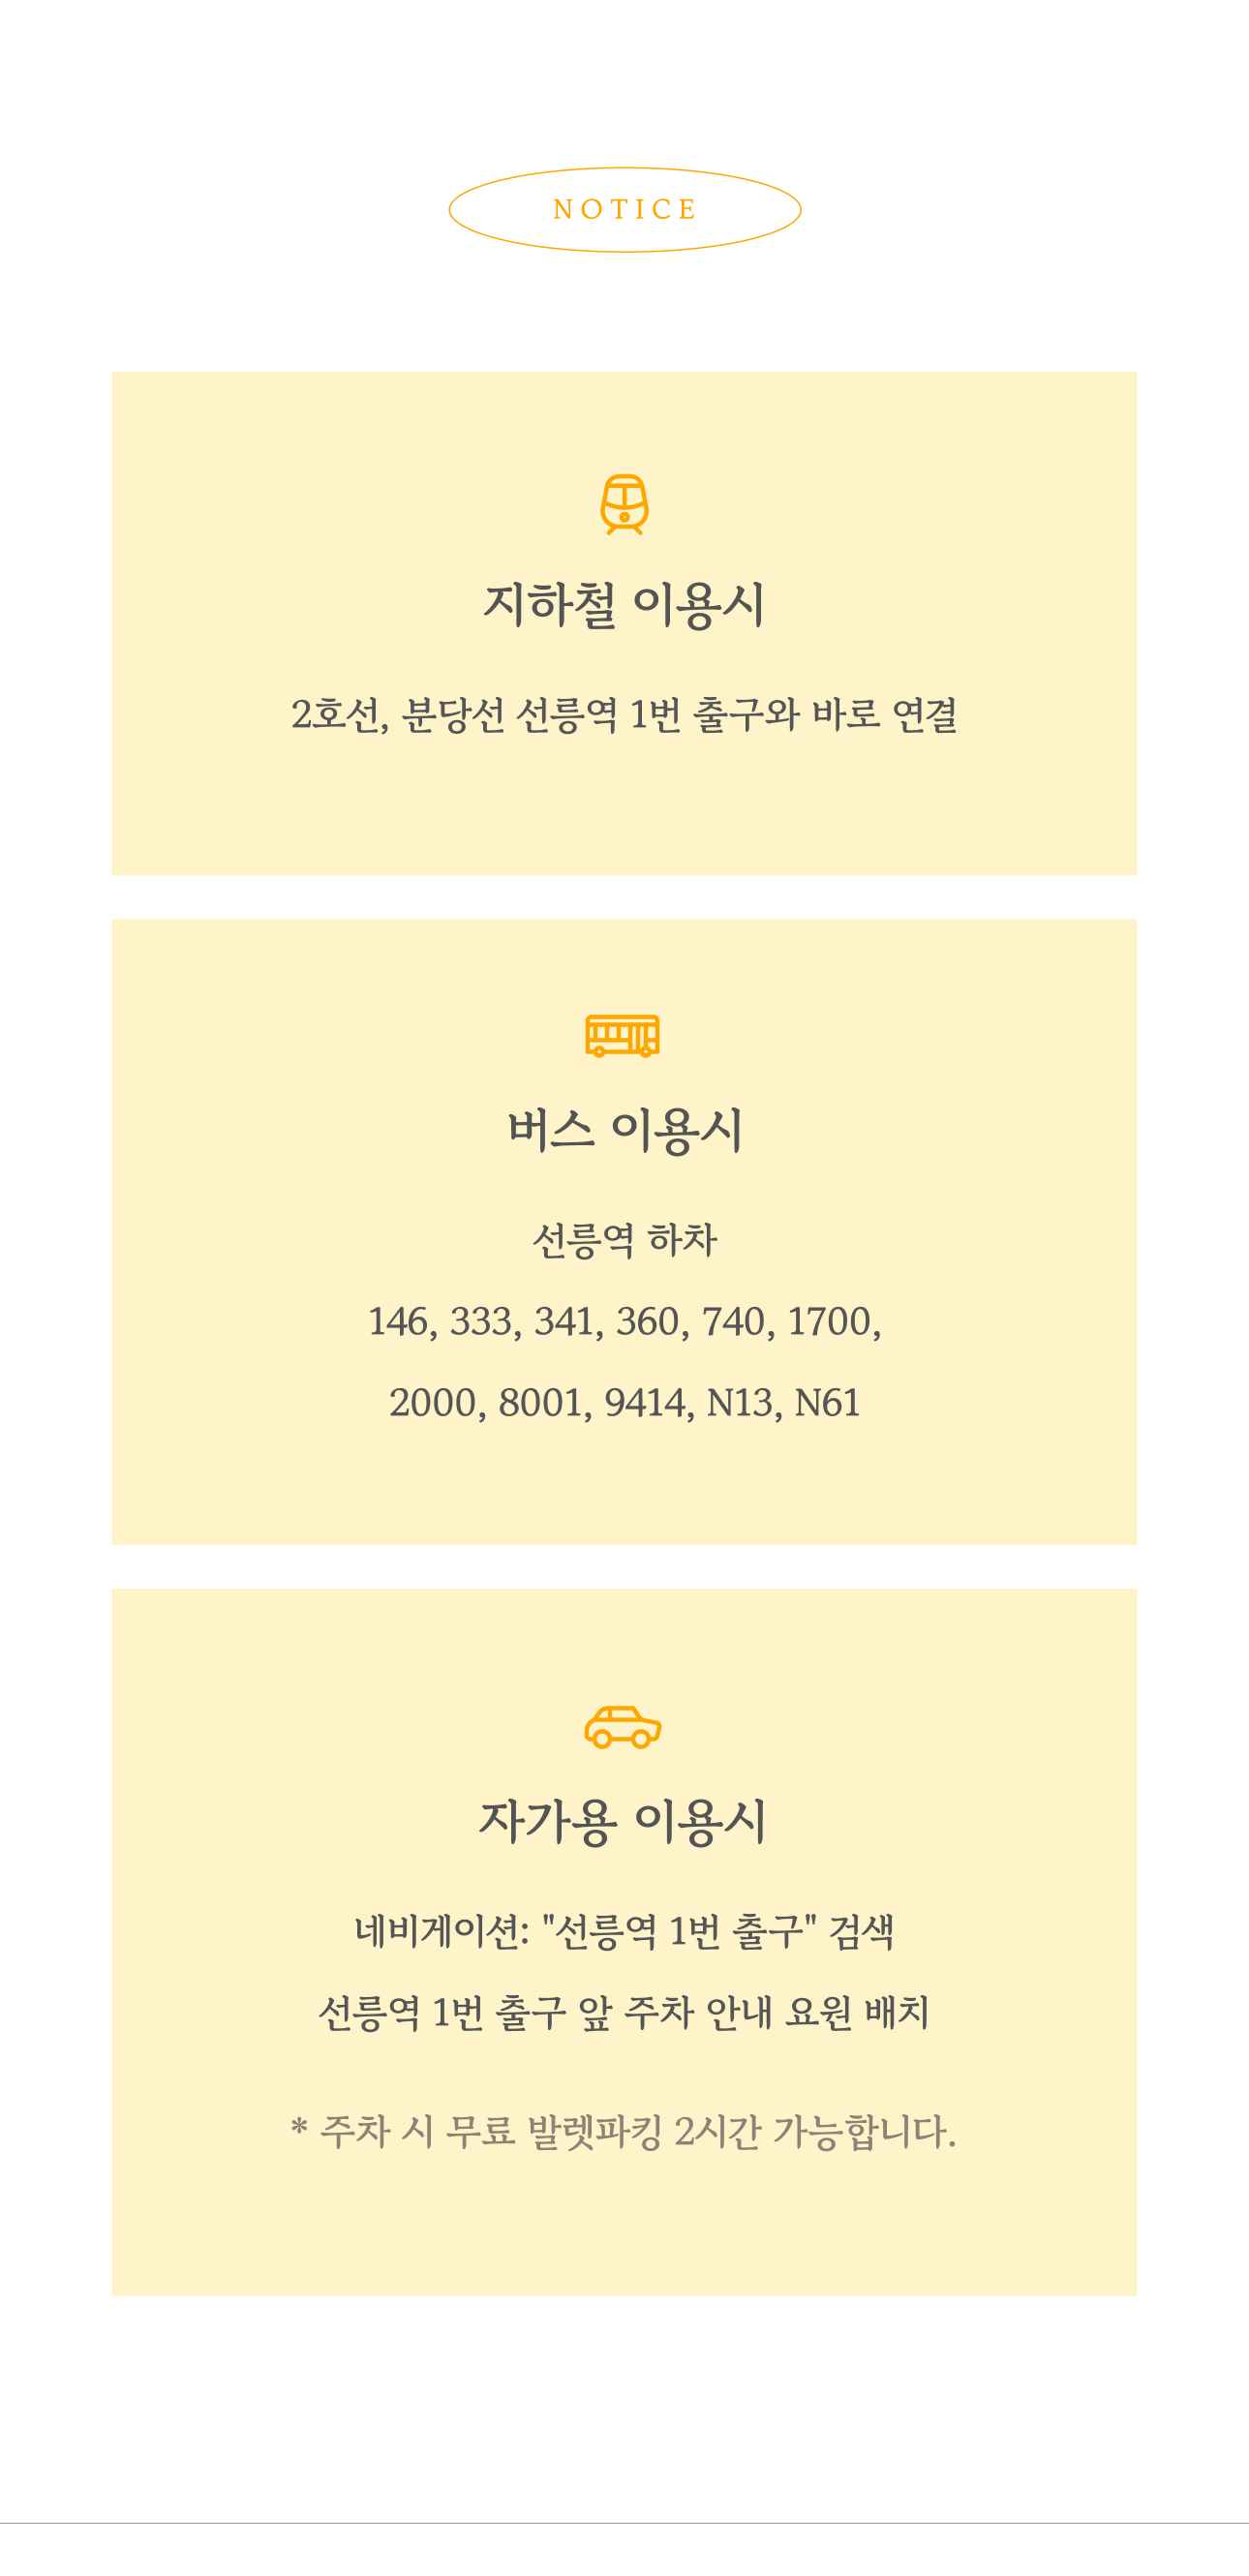 NOTICE
지하철 이용시
2호선, 분당선 선릉역 1번 출구와 바로 연결
버스 이용시
선릉역 하차
146, 333, 341, 360, 740, 1700,
2000, 8001, 9414, N13, N61
자가용 이용시
네비게이션: "선릉역 1번 출구" 검색
선릉역 1번 출구 앞 주차 안내 요원 배치
* 주차 시 무료 발렛파킹 2시간 가능합니다.